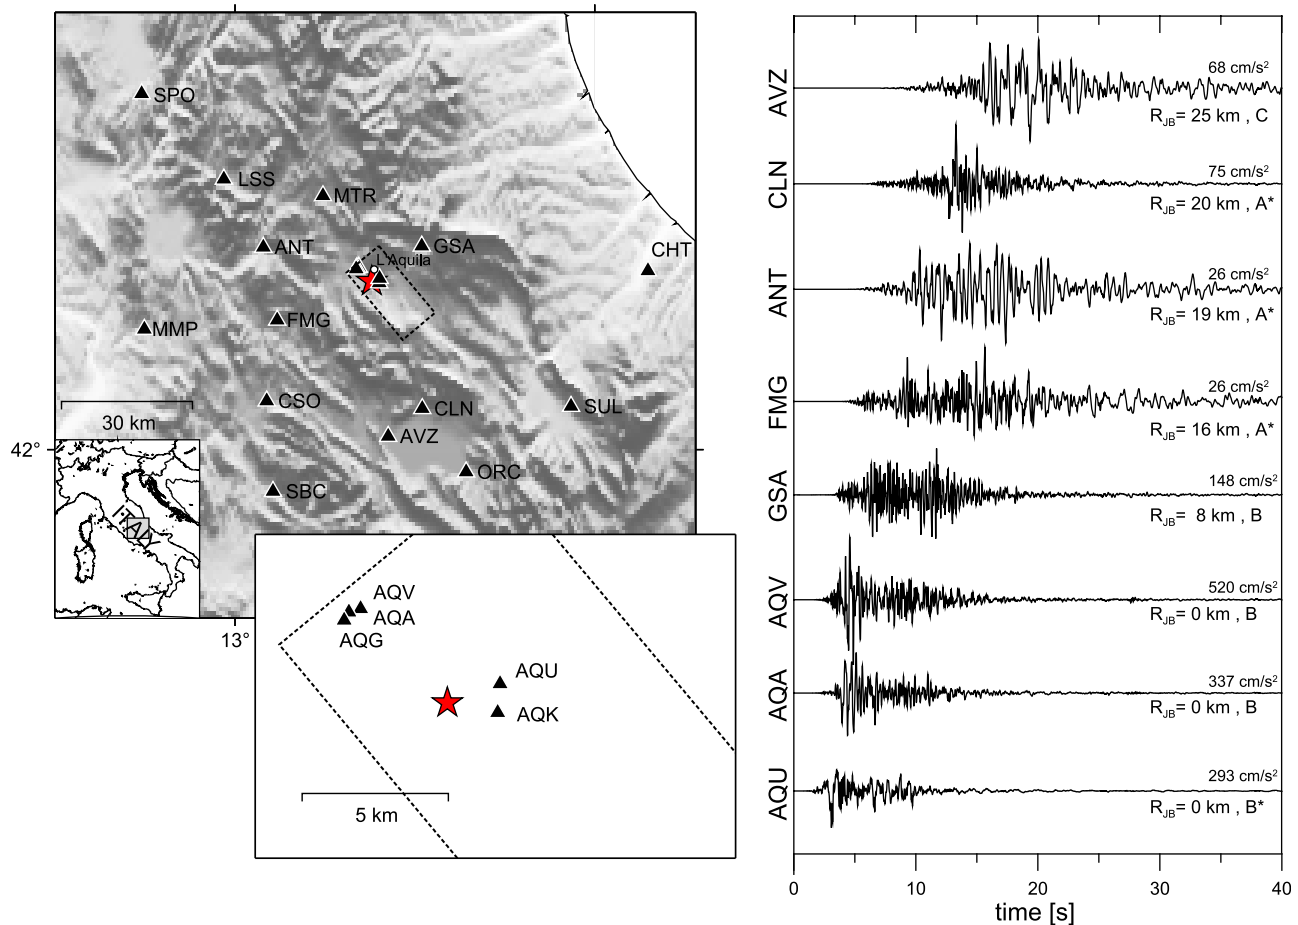 SPO
LSS
MTR
ANT
GSA
L'Aquila
CHT
FMG
MMP
CSO
CLN
SUL
AVZ
ORC
SBC
30 km
42°
13°
ITALY
AQV
AQA
AQG
AQU
AQK
5 km
AVZ
68 cm/s²
R_JB= 25 km , C
CLN
75 cm/s²
R_JB= 20 km , A*
ANT
26 cm/s²
R_JB= 19 km , A*
FMG
26 cm/s²
R_JB= 16 km , A*
GSA
148 cm/s²
R_JB= 8 km , B
AQV
520 cm/s²
R_JB= 0 km , B
AQA
337 cm/s²
R_JB= 0 km , B
AQU
293 cm/s²
R_JB= 0 km , B*
0 10 20 30 40
time [s]